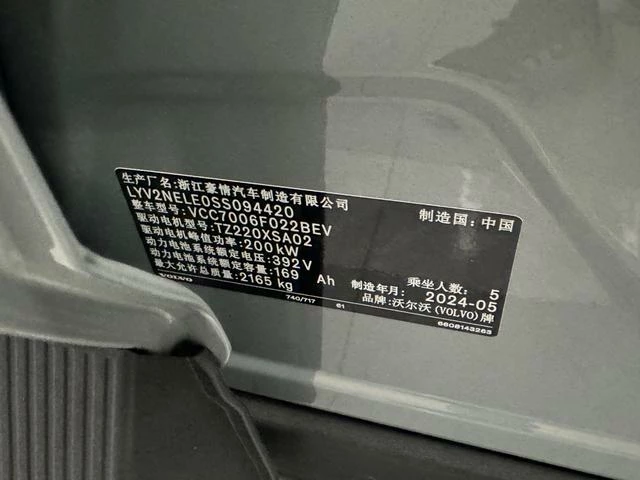 生产厂名:浙江豪情汽车制造有限公司
LYV2NELE0SS094420
制造国: 中国
整车型号: VCC7006F022BEV
驱动电机型号: TZ220XSA02
驱动电机峰值功率: 200 kW
动力电池系统额定电压: 392V
动力电池系统额定容量: 169 Ah
乘坐人数: 5
最大允许总质量: 2165 kg
制造年月: 2024-05
VOLVO
品牌: 沃尔沃(VOLVO)牌
740/717
61
6608143263